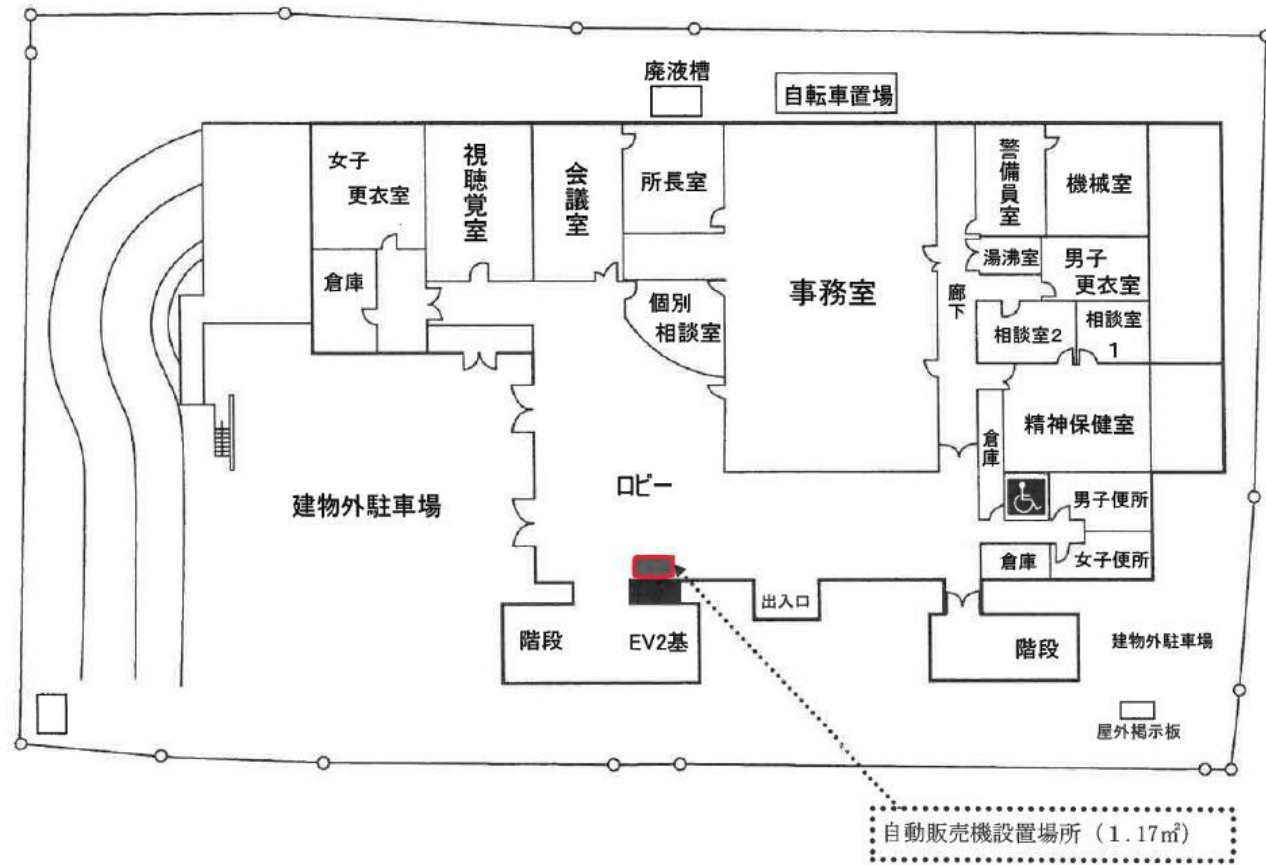 廃液槽
自転車置場
女子
更衣室
視聴覚室
会議室
所長室
警備員室
機械室
倉庫
個別
相談室
事務室
廊下
湯沸室
男子
更衣室
相談室2
相談室
1
精神保健室
倉庫
ロビー
建物外駐車場
男子便所
倉庫
女子便所
出入口
階段
EV2基
階段
建物外駐車場
屋外掲示板
自動販売機設置場所（1.17㎡）